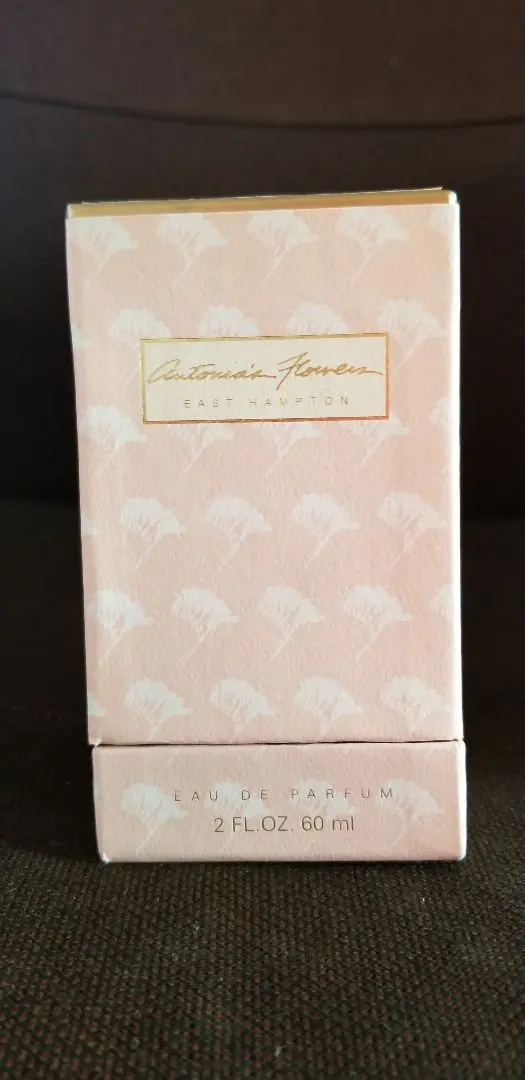 Antonia's Flowers
EAST HAMPTON
EAU DE PARFUM
2 FL.OZ. 60 ml